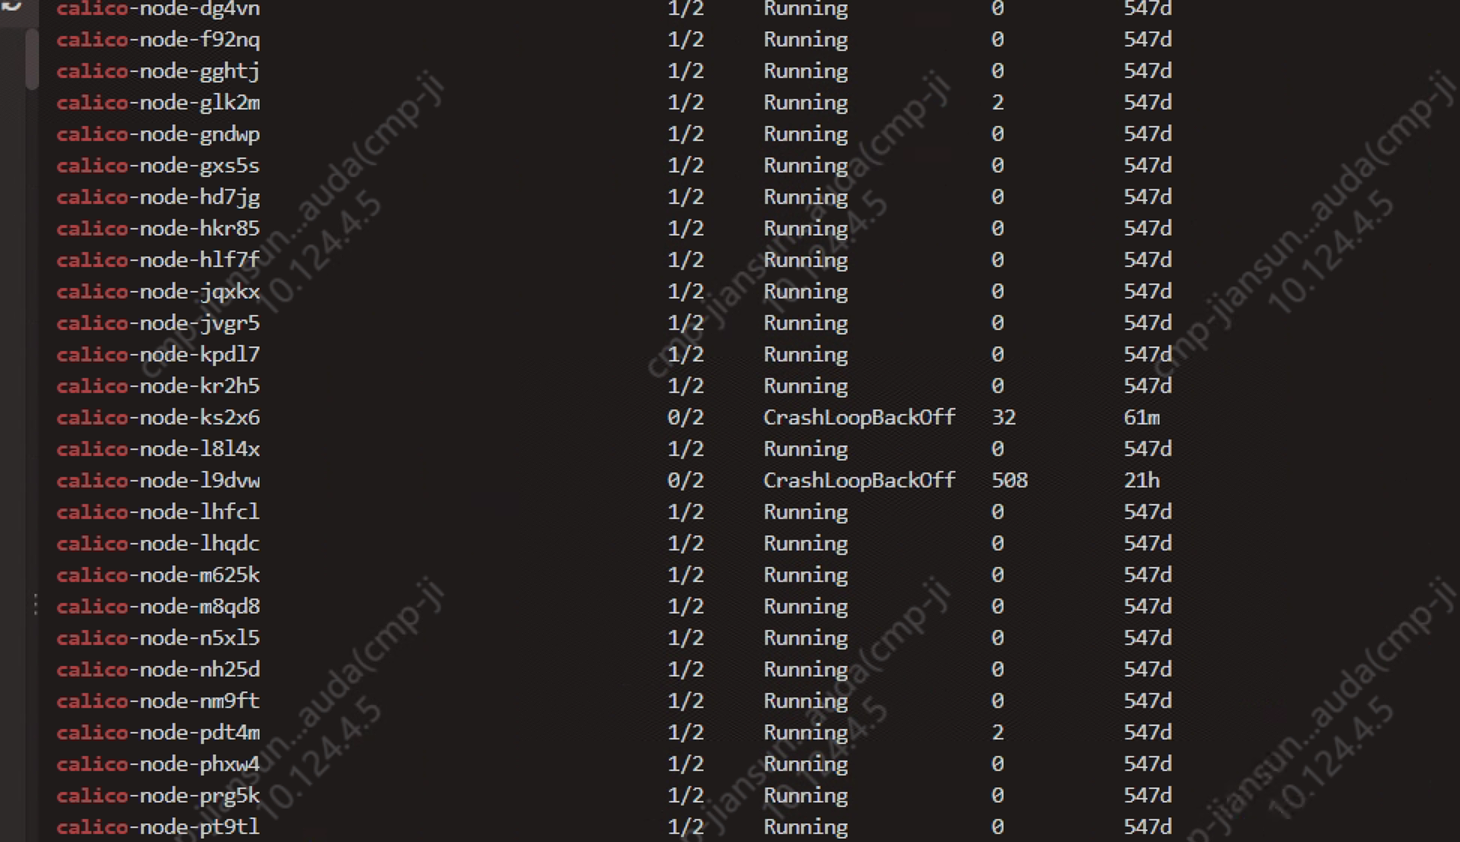 calico-node-dg4vn 1/2 Running 0 547d
calico-node-f92nq 1/2 Running 0 547d
calico-node-gghtj 1/2 Running 0 547d
calico-node-glk2m 1/2 Running 2 547d
calico-node-gndwp 1/2 Running 0 547d
calico-node-gxs5s 1/2 Running 0 547d
calico-node-hd7jg 1/2 Running 0 547d
calico-node-hkr85 1/2 Running 0 547d
calico-node-hlf7f 1/2 Running 0 547d
calico-node-jqxkx 1/2 Running 0 547d
calico-node-jvgr5 1/2 Running 0 547d
calico-node-kpdl7 1/2 Running 0 547d
calico-node-kr2h5 1/2 Running 0 547d
calico-node-ks2x6 0/2 CrashLoopBackOff 32 61m
calico-node-l8l4x 1/2 Running 0 547d
calico-node-l9dvw 0/2 CrashLoopBackOff 508 21h
calico-node-lhfcl 1/2 Running 0 547d
calico-node-lhqdc 1/2 Running 0 547d
calico-node-m625k 1/2 Running 0 547d
calico-node-m8qd8 1/2 Running 0 547d
calico-node-n5xl5 1/2 Running 0 547d
calico-node-nh25d 1/2 Running 0 547d
calico-node-nm9ft 1/2 Running 0 547d
calico-node-pdt4m 1/2 Running 2 547d
calico-node-phxw4 1/2 Running 0 547d
calico-node-prg5k 1/2 Running 0 547d
calico-node-pt9tl 1/2 Running 0 547d
cmp-jiansun...auda(cmp-ji
10.124.4.5
cmp-jiansun...auda(cmp-ji
10.124.4.5
cmp-jiansun...auda(cmp-ji
10.124.4.5
mp-jiansun...auda(cmp-ji
10.124.4.5
mp-jiansun...auda(cmp-ji
10.124.4.5
mp-jiansun...auda(cmp-ji
10.124.4.5